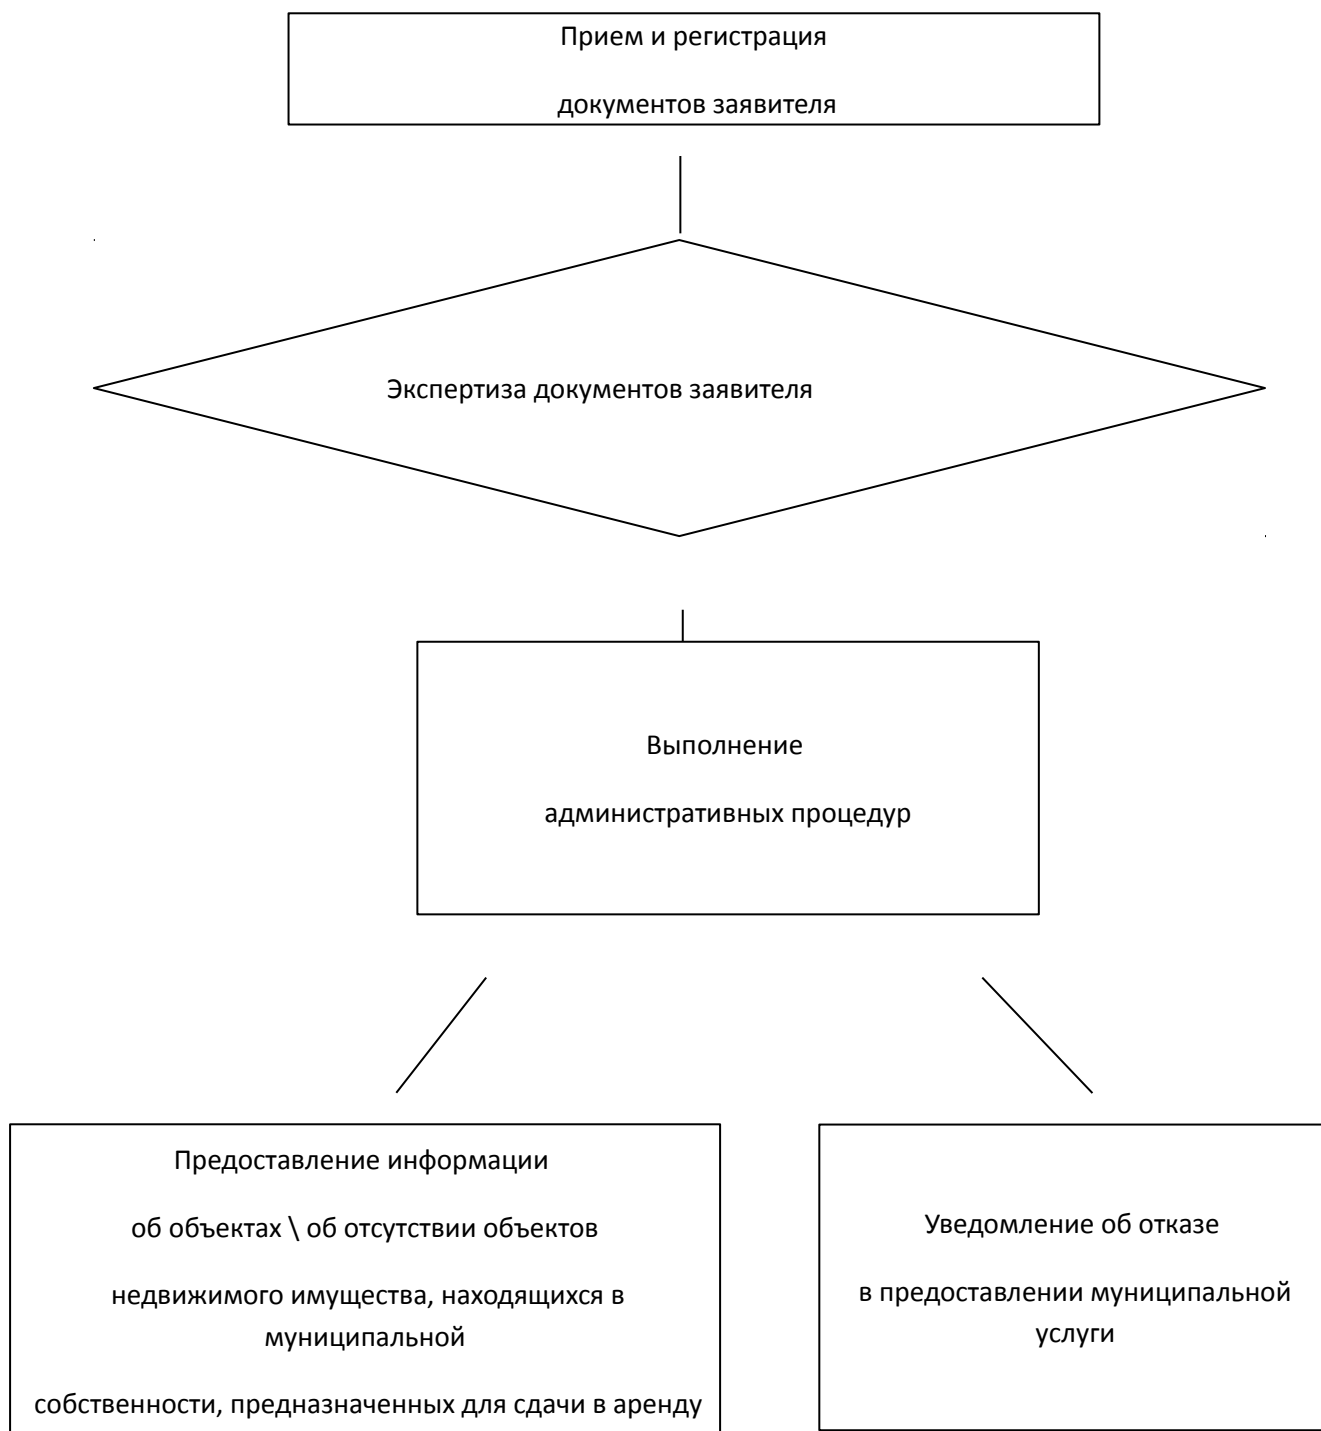 Прием и регистрация
документов заявителя
Экспертиза документов заявителя
Выполнение
административных процедур
Предоставление информации
об объектах \ об отсутствии объектов
недвижимого имущества, находящихся в
муниципальной
собственности, предназначенных для сдачи в аренду
Уведомление об отказе
в предоставлении муниципальной
услуги